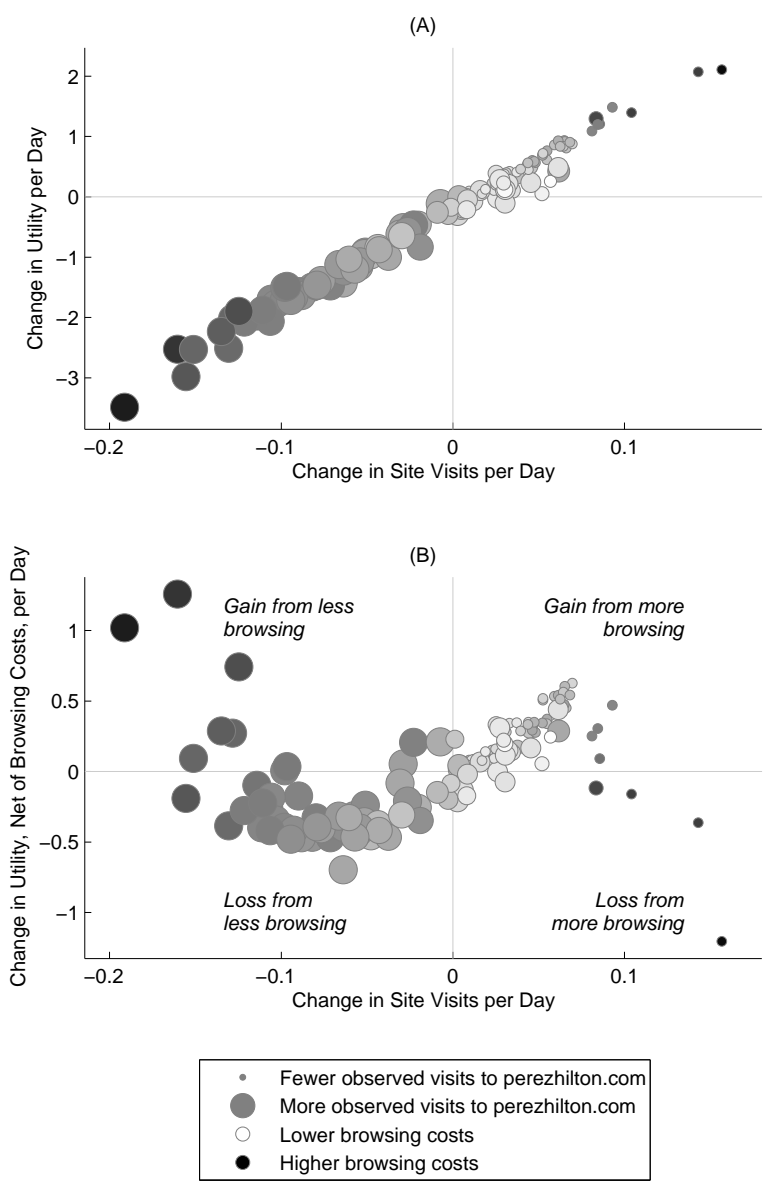 (A)
2
1
0
−1
−2
−3
Change in Utility per Day
−0.2
−0.1
0
0.1
Change in Site Visits per Day
(B)
1
0.5
0
−0.5
−1
Change in Utility, Net of Browsing Costs, per Day
Gain from less
browsing
Gain from more
browsing
Loss from
less browsing
Loss from
more browsing
−0.2
−0.1
0
0.1
Change in Site Visits per Day
Fewer observed visits to perezhilton.com
More observed visits to perezhilton.com
Lower browsing costs
Higher browsing costs